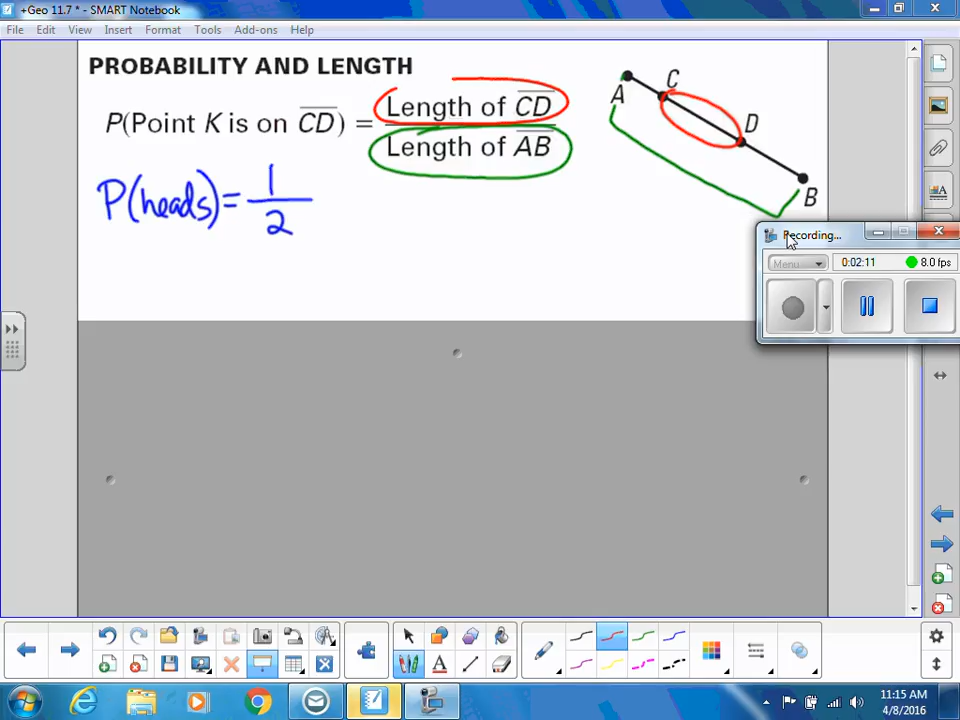 +Geo 11.7 * - SMART Notebook
File Edit View Insert Format Tools Add-ons Help
PROBABILITY AND LENGTH
P(Point K is on CD) = Length of CD
Length of AB
A
C
D
B
P(heads) = 1
2
Recording...
Menu 0:02:11 8.0 fps
11:15 AM
4/8/2016